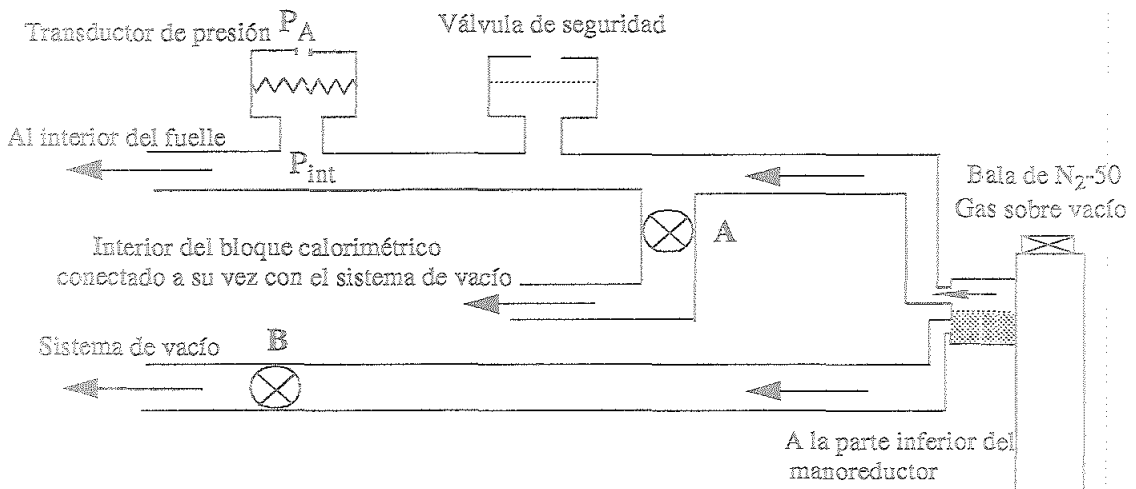 Transductor de presión P_A
Válvula de seguridad
Al interior del fuelle
P_int
Bala de N₂-50
Gas sobre vacío
A
Interior del bloque calorimétrico
conectado a su vez con el sistema de vacío
Sistema de vacío
B
A la parte inferior del
manoreductor